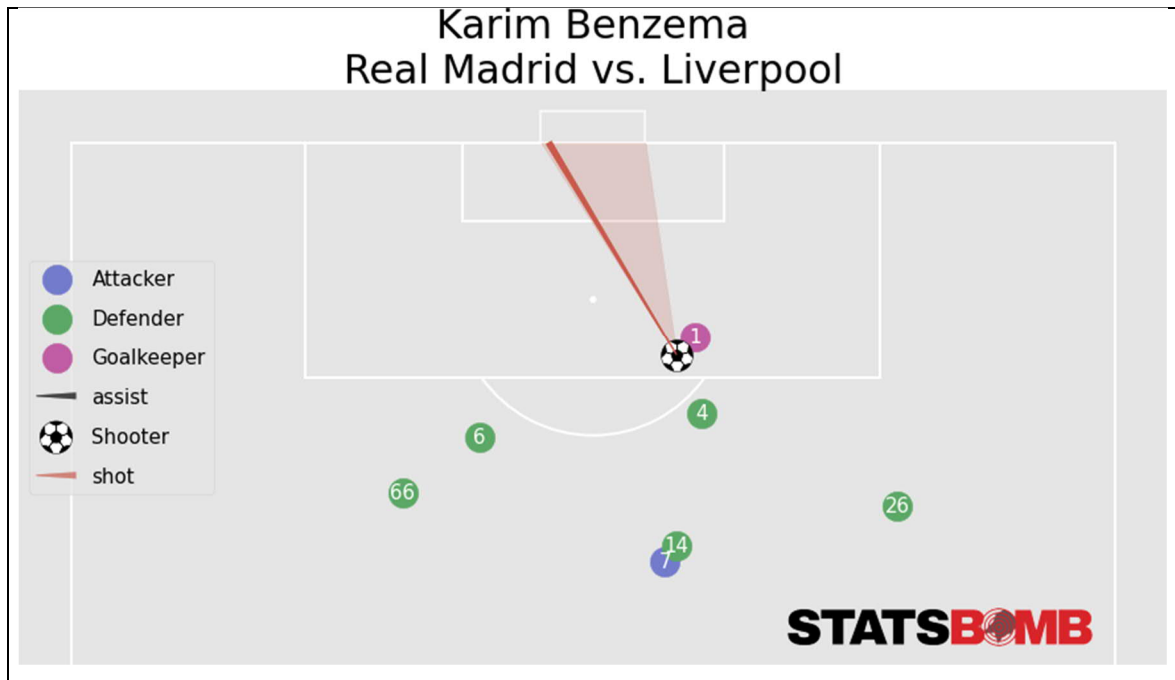 Karim Benzema
Real Madrid vs. Liverpool
Attacker
Defender
Goalkeeper
assist
Shooter
shot
1
4
6
66
26
14
7
STATSBOMB